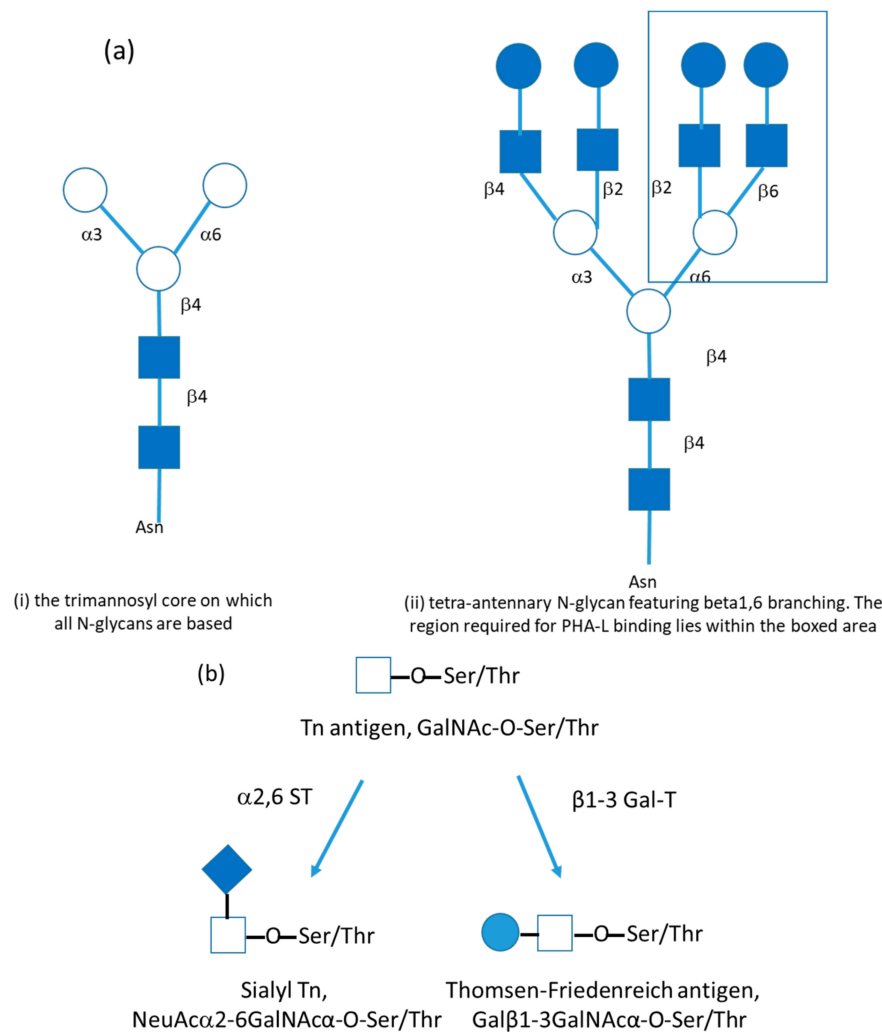 (a)
α3
α6
β4
β4
Asn
(i) the trimannosyl core on which
all N-glycans are based
β4
β2
β2
β6
α3
α6
β4
β4
Asn
(ii) tetra-antennary N-glycan featuring beta1,6 branching. The
region required for PHA-L binding lies within the boxed area
(b)
O–Ser/Thr
Tn antigen, GalNAc-O-Ser/Thr
α2,6 ST
β1-3 Gal-T
O–Ser/Thr
Sialyl Tn,
NeuAcα2-6GalNAcα-O-Ser/Thr
O–Ser/Thr
Thomsen-Friedenreich antigen,
Galβ1-3GalNAcα-O-Ser/Thr